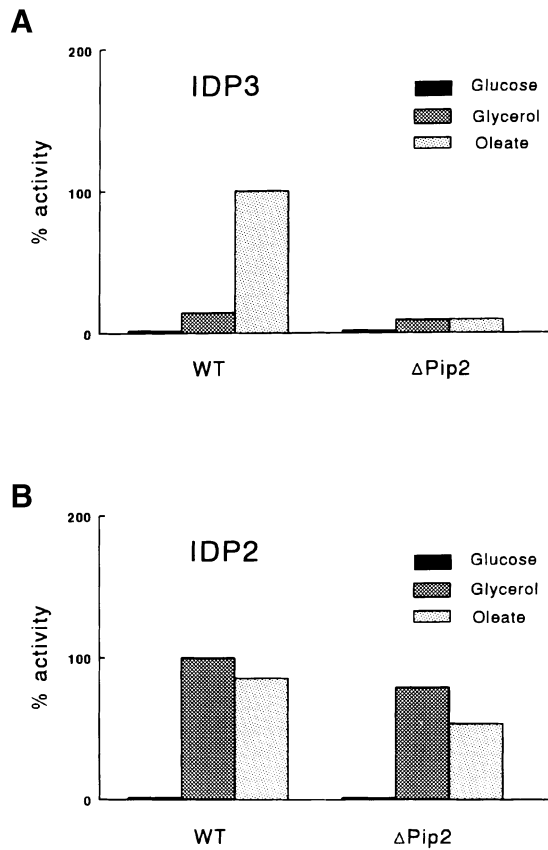 A
200
IDP3
Glucose
Glycerol
Oleate
100
% activity
0
WT
ΔPip2
B
200
IDP2
Glucose
Glycerol
Oleate
100
% activity
0
WT
ΔPip2